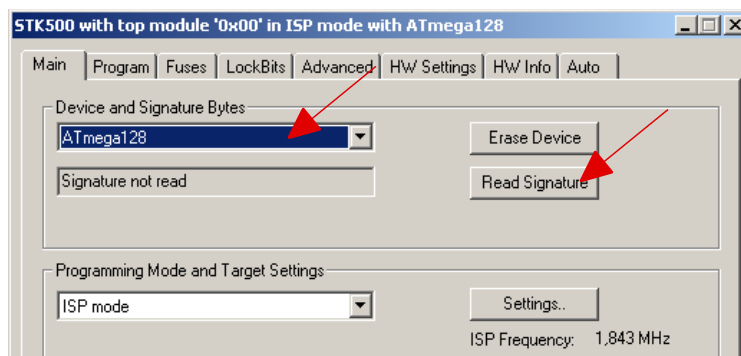 STK500 with top module '0x00' in ISP mode with ATmega128
Main Program Fuses LockBits Advanced HW Settings HW Info Auto
Device and Signature Bytes
ATmega128 Erase Device
Signature not read Read Signature
Programming Mode and Target Settings
ISP mode Settings..
ISP Frequency: 1,843 MHz